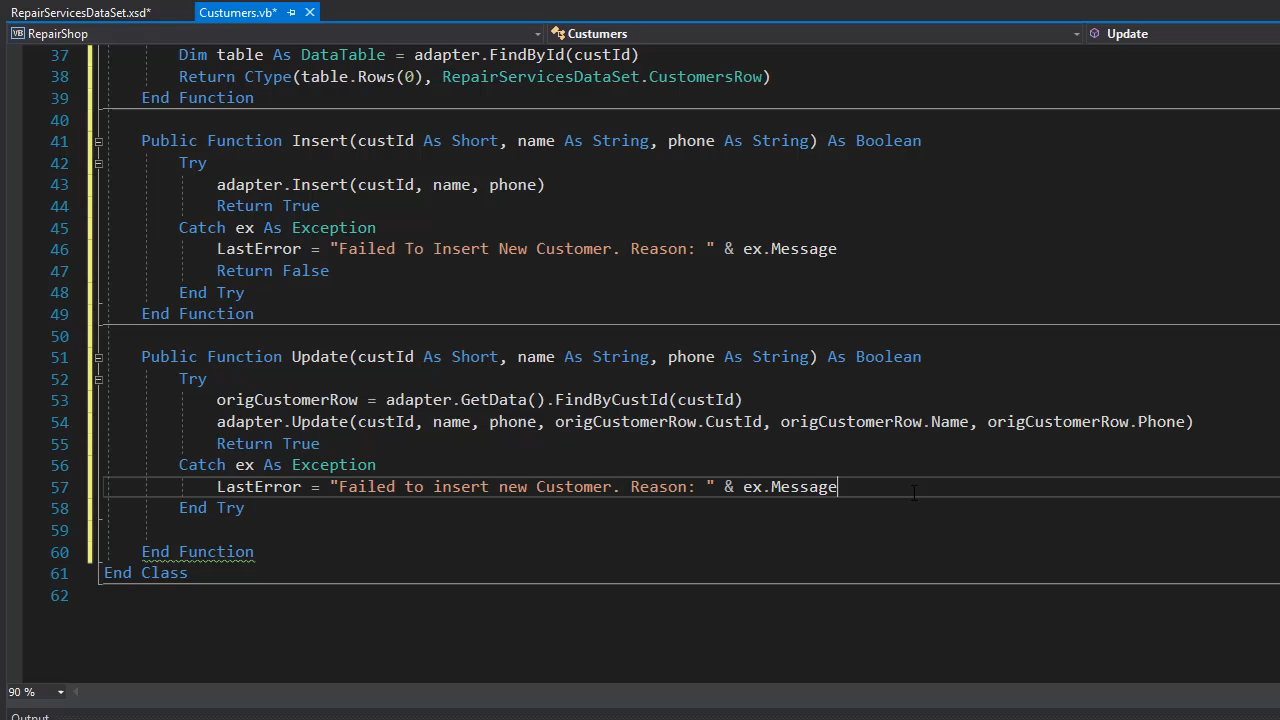 RepairServicesDataSet.xsd* Custumers.vb*
VB RepairShop Custumers Update
37 Dim table As DataTable = adapter.FindById(custId)
38 Return CType(table.Rows(0), RepairServicesDataSet.CustomersRow)
39 End Function
40
41 Public Function Insert(custId As Short, name As String, phone As String) As Boolean
42 Try
43 adapter.Insert(custId, name, phone)
44 Return True
45 Catch ex As Exception
46 LastError = "Failed To Insert New Customer. Reason: " & ex.Message
47 Return False
48 End Try
49 End Function
50
51 Public Function Update(custId As Short, name As String, phone As String) As Boolean
52 Try
53 origCustomerRow = adapter.GetData().FindByCustId(custId)
54 adapter.Update(custId, name, phone, origCustomerRow.CustId, origCustomerRow.Name, origCustomerRow.Phone)
55 Return True
56 Catch ex As Exception
57 LastError = "Failed to insert new Customer. Reason: " & ex.Message
58 End Try
59
60 End Function
61 End Class
62
90 %
Output